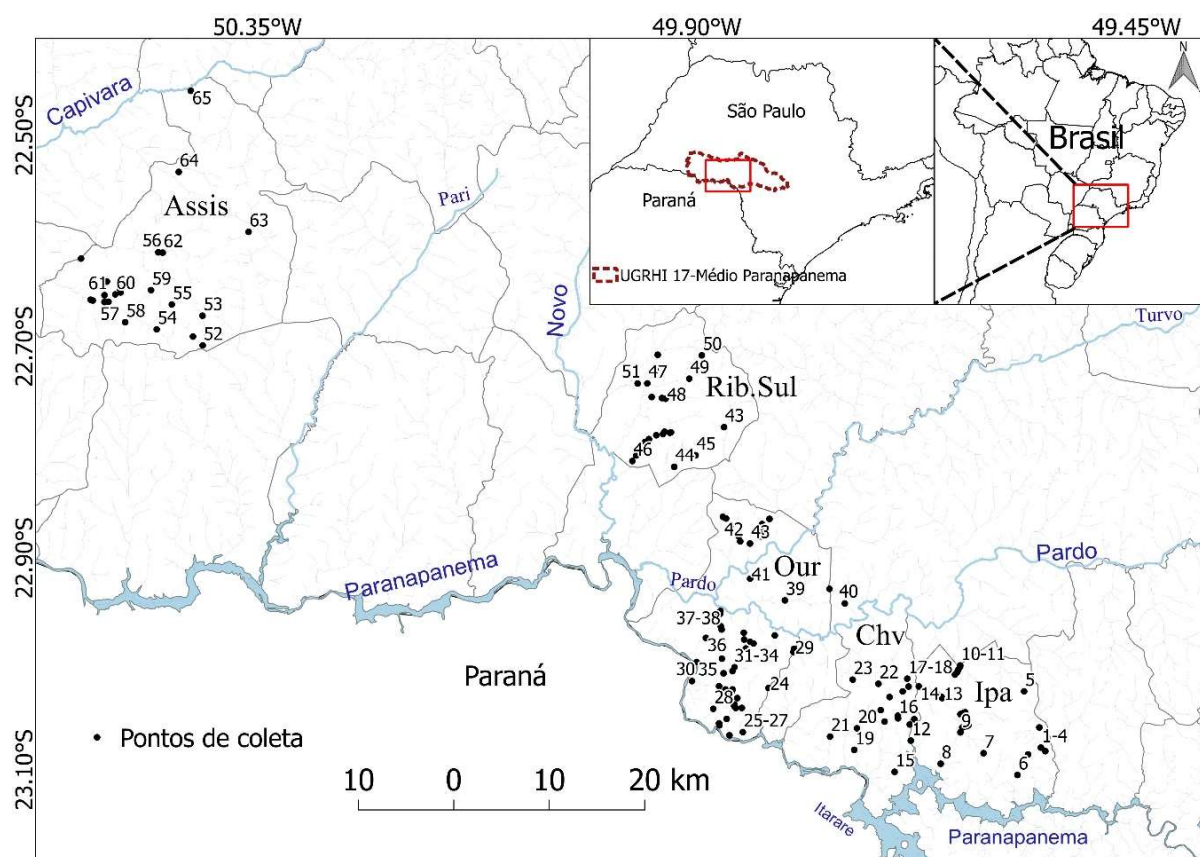 50.35°W
49.90°W
49.45°W
22.50°S
22.70°S
22.90°S
23.10°S
Capivara
65
64
Assis
63
56 62
61 60 59
57 58 55 53
54
52
Pari
Novo
São Paulo
Paraná
UGRHI 17-Médio Paranapanema
N
Brasil
Turvo
50
51 47 49
48 Rib.Sul
43
46 45
44
42 43
41 Our
39
40
Pardo
Pardo
Paranapanema
37-38
36 31-34 29
30 35
24
28
25-27
Chv
23 22 17-18
10-11
14 13 Ipa 5
20 16 9
21 12
19
15 8 7
1-4
6
Paraná
Pontos de coleta
10 0 10 20 km
Itarare
Paranapanema